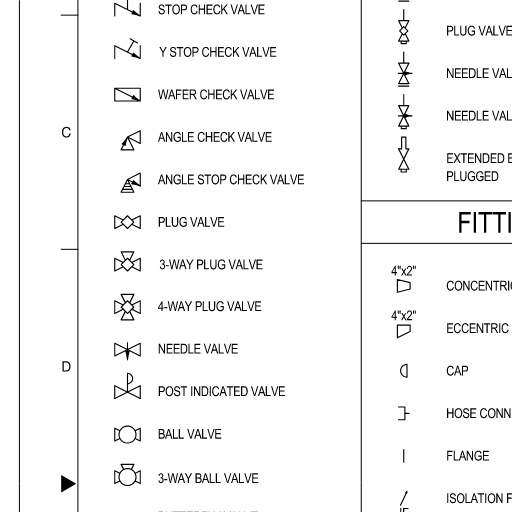 STOP CHECK VALVE
Y STOP CHECK VALVE
WAFER CHECK VALVE
C
ANGLE CHECK VALVE
ANGLE STOP CHECK VALVE
PLUG VALVE
3-WAY PLUG VALVE
4-WAY PLUG VALVE
NEEDLE VALVE
D
POST INDICATED VALVE
BALL VALVE
3-WAY BALL VALVE
PLUG VALVE
NEEDLE VAL
NEEDLE VAL
EXTENDED
PLUGGED
FITTI
4"x2"
CONCENTRIC
4"x2"
ECCENTRIC
CAP
HOSE CONN
FLANGE
ISOLATION F